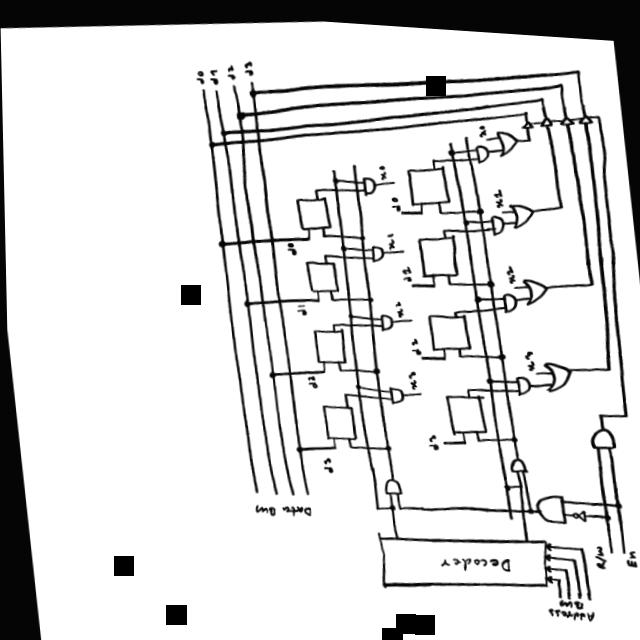 d0 d1 d2 d3
x0
x0
d0
x1
d0
x1
x2
d1
d1
x2
x3
d2
d2
x3
d3
d3
Data Bus
Decoder
R/W
En
Address
Bus